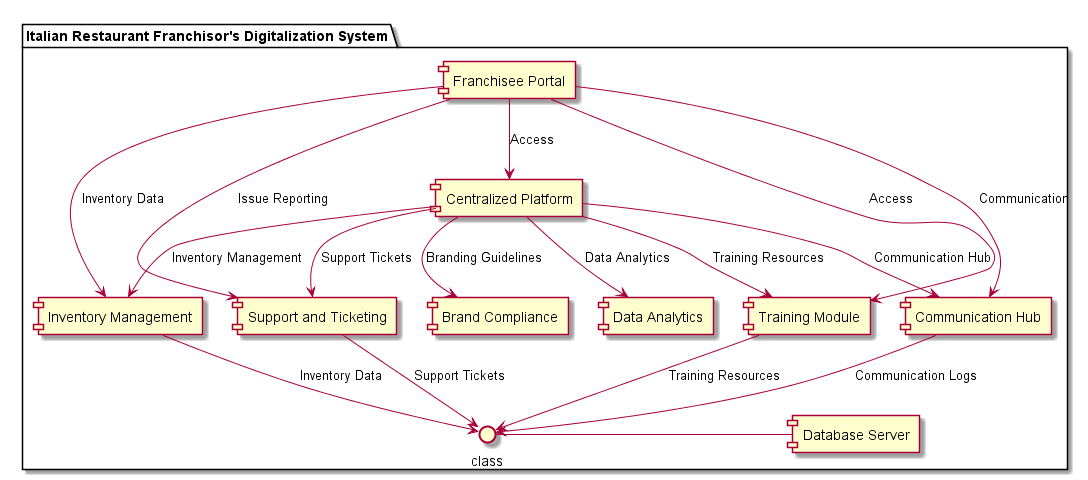 Italian Restaurant Franchisor's Digitalization System
Franchisee Portal
Access
Inventory Data
Issue Reporting
Access
Communication
Centralized Platform
Inventory Management
Support Tickets
Branding Guidelines
Data Analytics
Training Resources
Communication Hub
Inventory Management
Support and Ticketing
Brand Compliance
Data Analytics
Training Module
Communication Hub
Inventory Data
Support Tickets
Training Resources
Communication Logs
Database Server
class